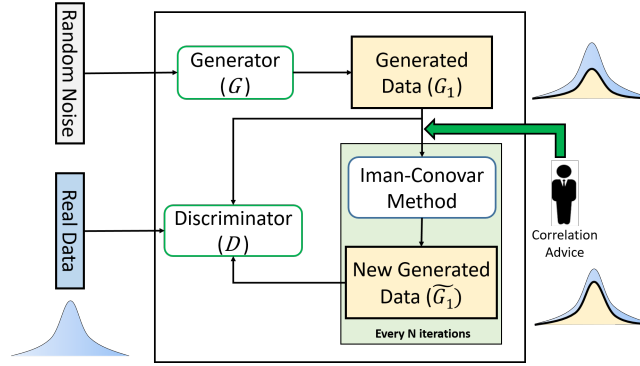 Random Noise
Generator
(G)
Generated
Data (G₁)
Iman-Conovar
Method
Correlation
Advice
Real Data
Discriminator
(D)
New Generated
Data (G̃₁)
Every N iterations